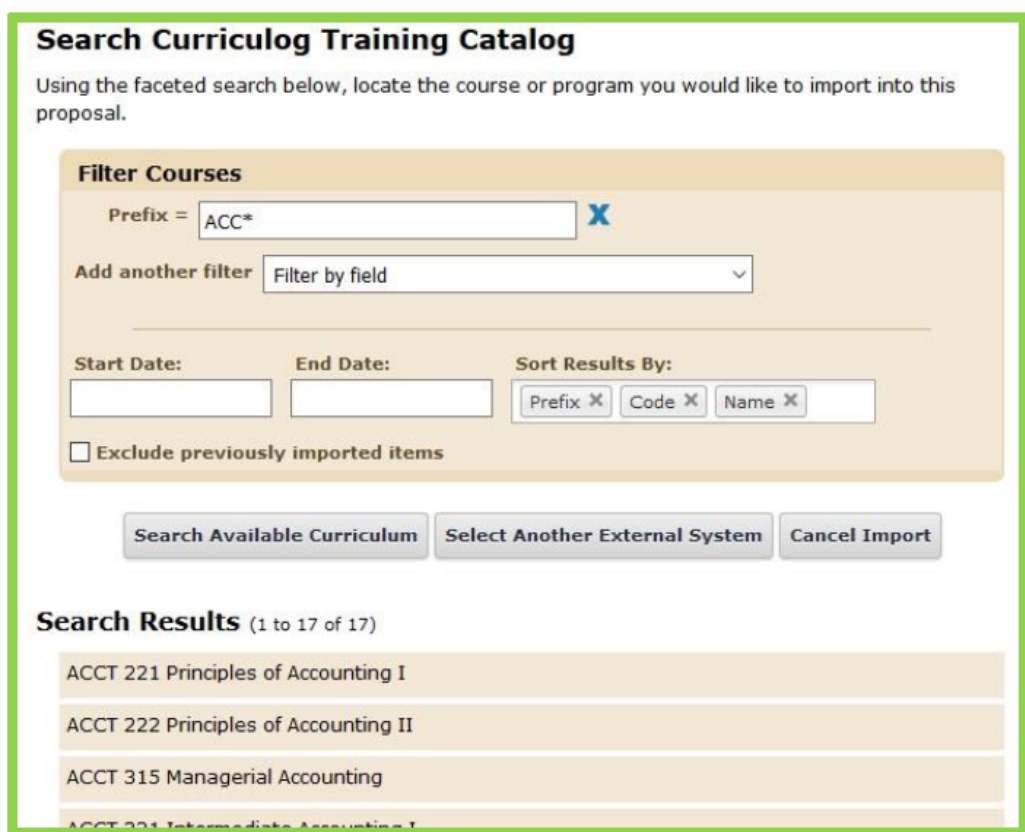 Search Curriculog Training Catalog
Using the faceted search below, locate the course or program you would like to import into this
proposal.
Filter Courses
Prefix = ACC*
Add another filter Filter by field
Start Date: End Date: Sort Results By:
Prefix Code Name
Exclude previously imported items
Search Available Curriculum Select Another External System Cancel Import
Search Results (1 to 17 of 17)
ACCT 221 Principles of Accounting I
ACCT 222 Principles of Accounting II
ACCT 315 Managerial Accounting
ACCT 321 Intermediate Accounting I